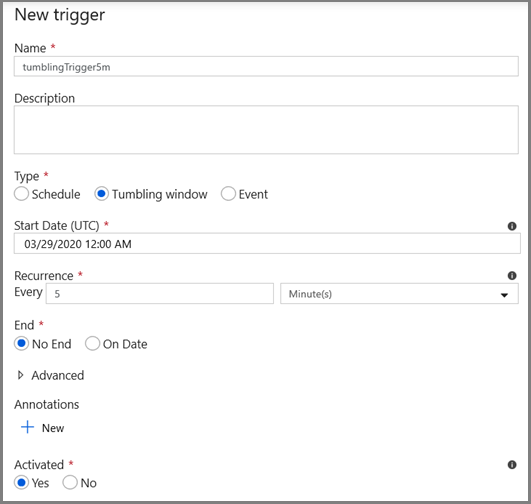 New trigger
Name *
tumblingTrigger5m
Description
Type *
Schedule Tumbling window Event
Start Date (UTC) *
03/29/2020 12:00 AM
Recurrence *
Every 5 Minute(s)
End *
No End On Date
Advanced
Annotations
+ New
Activated *
Yes No